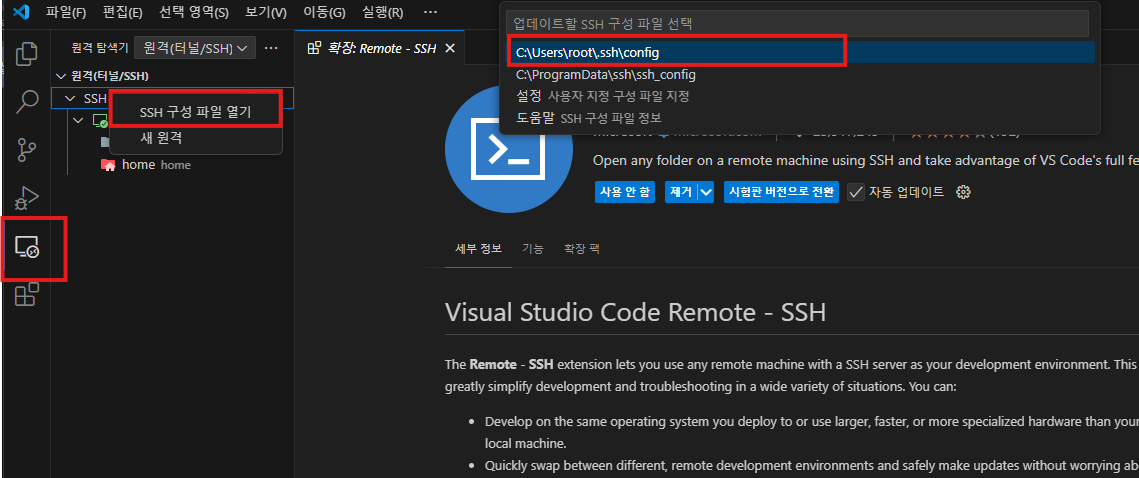 파일(F) 편집(E) 선택 영역(S) 보기(V) 이동(G) 실행(R) ···
업데이트할 SSH 구성 파일 선택
C:\Users\root\.ssh\config
C:\ProgramData\ssh\ssh_config
설정 사용자 지정 구성 파일 지정
도움말 SSH 구성 파일 정보
원격 탐색기 원격(터널/SSH) ···
원격(터널/SSH)
SSH
SSH 구성 파일 열기
새 원격
home home
확장: Remote - SSH
Open any folder on a remote machine using SSH and take advantage of VS Code's full fe
사용 안 함 제거 시험판 버전으로 전환 자동 업데이트
세부 정보 기능 확장 팩
Visual Studio Code Remote - SSH
The Remote - SSH extension lets you use any remote machine with a SSH server as your development environment. This
greatly simplify development and troubleshooting in a wide variety of situations. You can:
• Develop on the same operating system you deploy to or use larger, faster, or more specialized hardware than your
local machine.
• Quickly swap between different, remote development environments and safely make updates without worrying abo